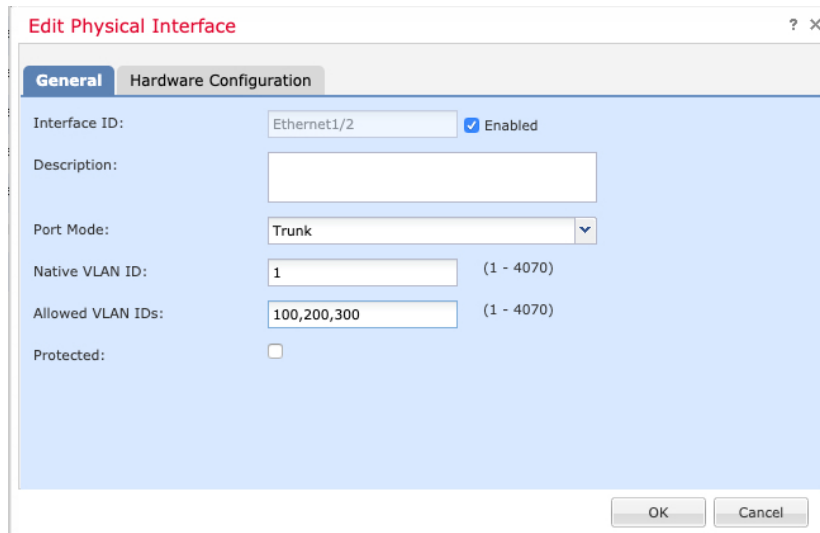 Edit Physical Interface ? ×
General Hardware Configuration
Interface ID: Ethernet1/2 Enabled
Description:
Port Mode: Trunk
Native VLAN ID: 1 (1 - 4070)
Allowed VLAN IDs: 100,200,300 (1 - 4070)
Protected:
OK Cancel